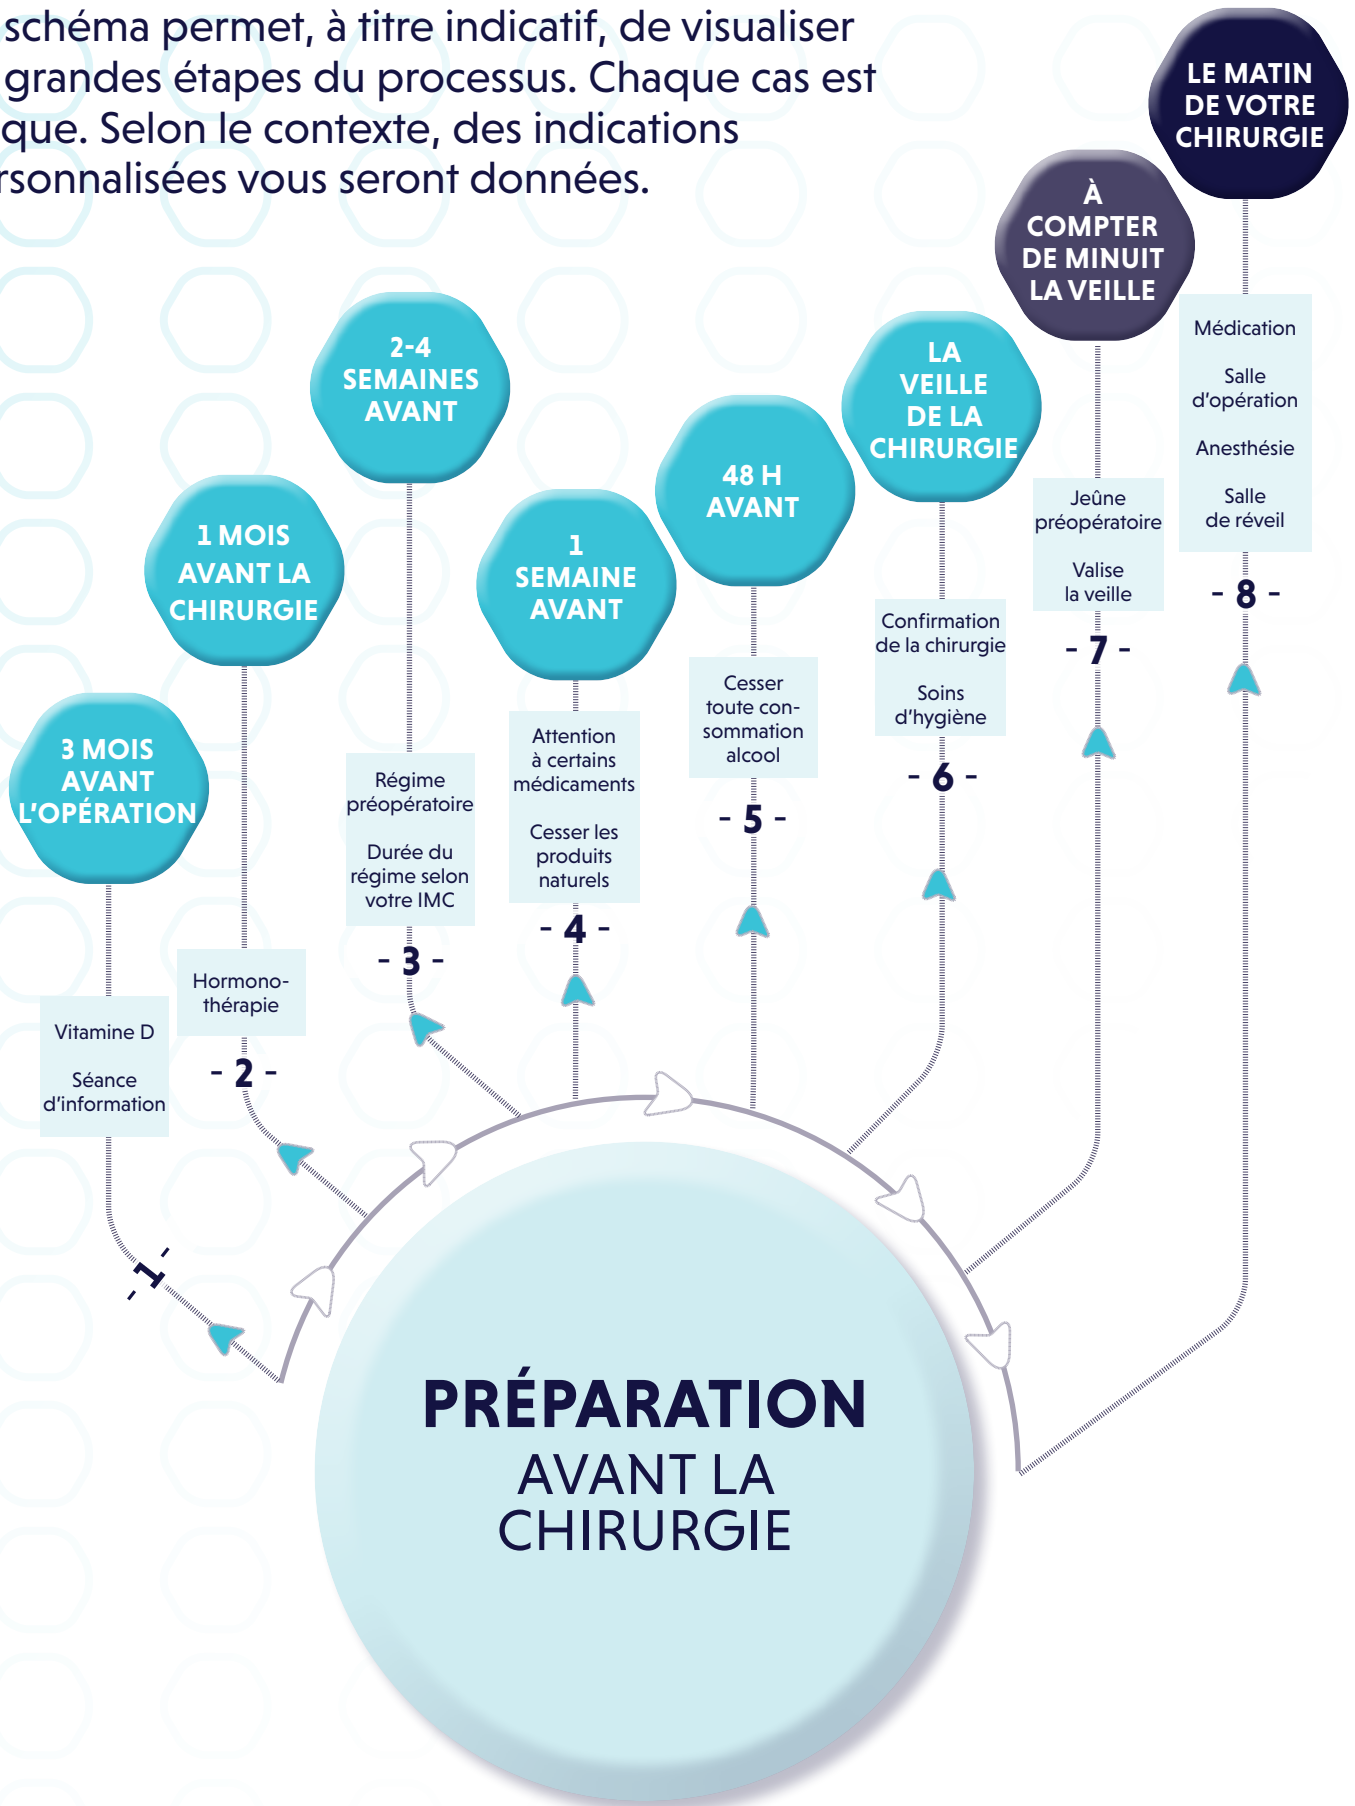 schéma permet, à titre indicatif, de visualiser
grandes étapes du processus. Chaque cas est
que. Selon le contexte, des indications
rsonnalisées vous seront données.
3 MOIS
AVANT
L'OPÉRATION
Vitamine D
Séance
d'information
- 1 -
1 MOIS
AVANT LA
CHIRURGIE
Hormono-
thérapie
- 2 -
2-4
SEMAINES
AVANT
Régime
préopératoire
Durée du
régime selon
votre IMC
- 3 -
1
SEMAINE
AVANT
Attention
à certains
médicaments
Cesser les
produits
naturels
- 4 -
48 H
AVANT
Cesser
toute con-
sommation
alcool
- 5 -
LA
VEILLE
DE LA
CHIRURGIE
Confirmation
de la chirurgie
Soins
d'hygiène
- 6 -
À
COMPTER
DE MINUIT
LA VEILLE
Jeûne
préopératoire
Valise
la veille
- 7 -
LE MATIN
DE VOTRE
CHIRURGIE
Médication
Salle
d'opération
Anesthésie
Salle
de réveil
- 8 -
PRÉPARATION
AVANT LA
CHIRURGIE